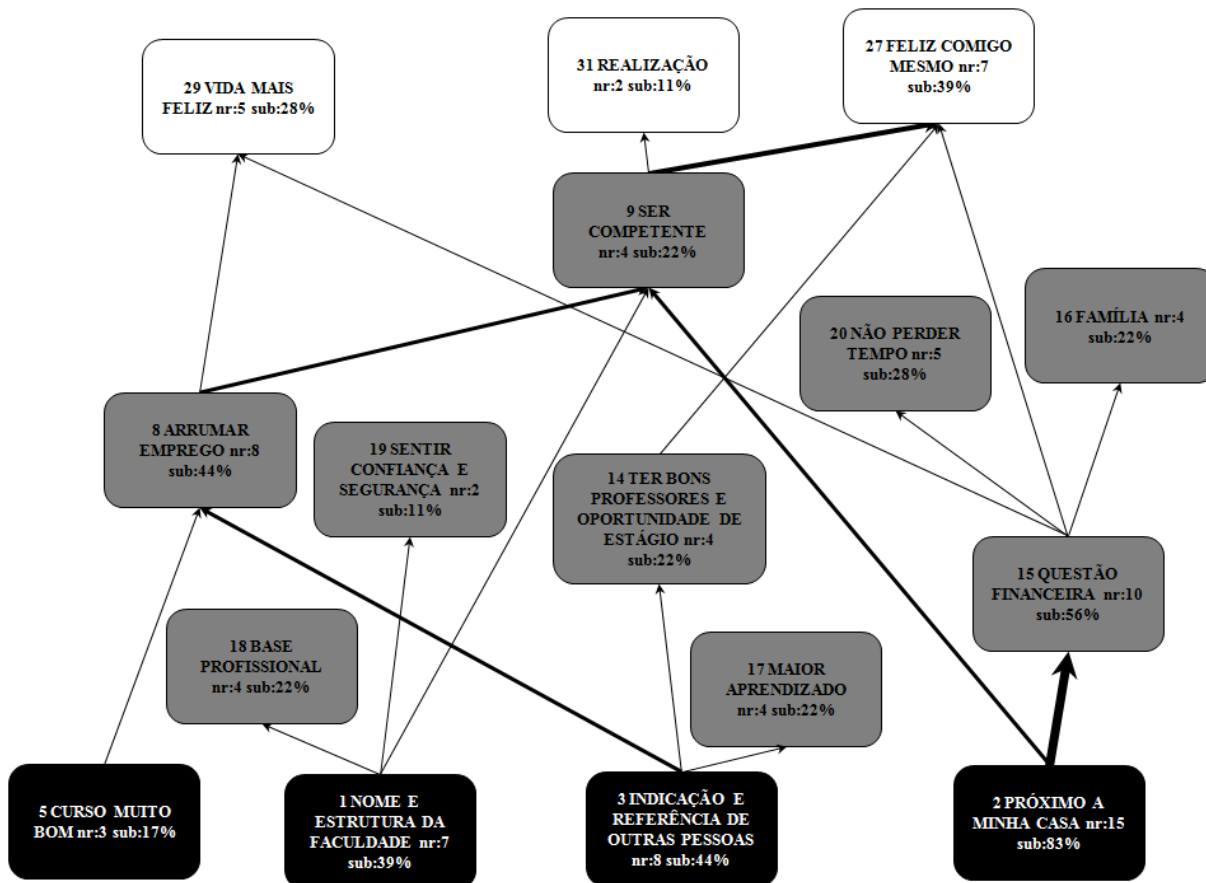 29 VIDA MAIS
FELIZ nr:5 sub:28%
31 REALIZAÇÃO
nr:2 sub:11%
27 FELIZ COMIGO
MESMO nr:7
sub:39%
9 SER
COMPETENTE
nr:4 sub:22%
20 NÃO PERDER
TEMPO nr:5
sub:28%
16 FAMÍLIA nr:4
sub:22%
8 ARRUMAR
EMPREGO nr:8
sub:44%
19 SENTIR
CONFIANÇA E
SEGURANÇA nr:2
sub:11%
14 TER BONS
PROFESSORES E
OPORTUNIDADE DE
ESTÁGIO nr:4
sub:22%
15 QUESTÃO
FINANCEIRA nr:10
sub:56%
18 BASE
PROFISSIONAL
nr:4 sub:22%
17 MAIOR
APRENDIZADO
nr:4 sub:22%
5 CURSO MUITO
BOM nr:3 sub:17%
1 NOME E
ESTRUTURA DA
FACULDADE nr:7
sub:39%
3 INDICAÇÃO E
REFERÊNCIA DE
OUTRAS PESSOAS
nr:8 sub:44%
2 PRÓXIMO A
MINHA CASA nr:15
sub:83%